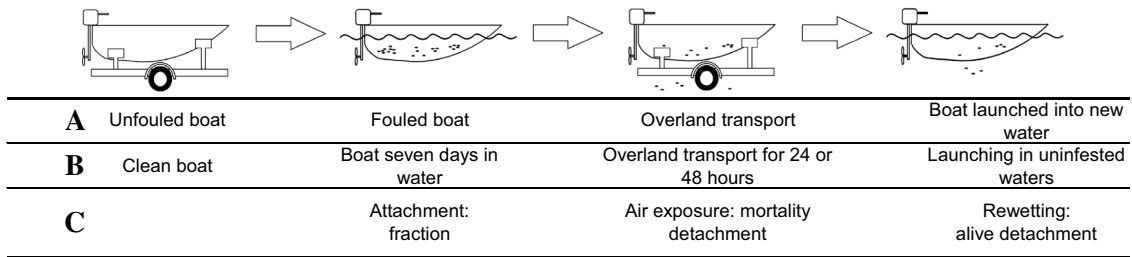 A Unfouled boat Fouled boat Overland transport Boat launched into new
water
B Clean boat Boat seven days in
water Overland transport for 24 or
48 hours Launching in uninfested
waters
C Attachment:
fraction Air exposure: mortality
detachment Rewetting:
alive detachment